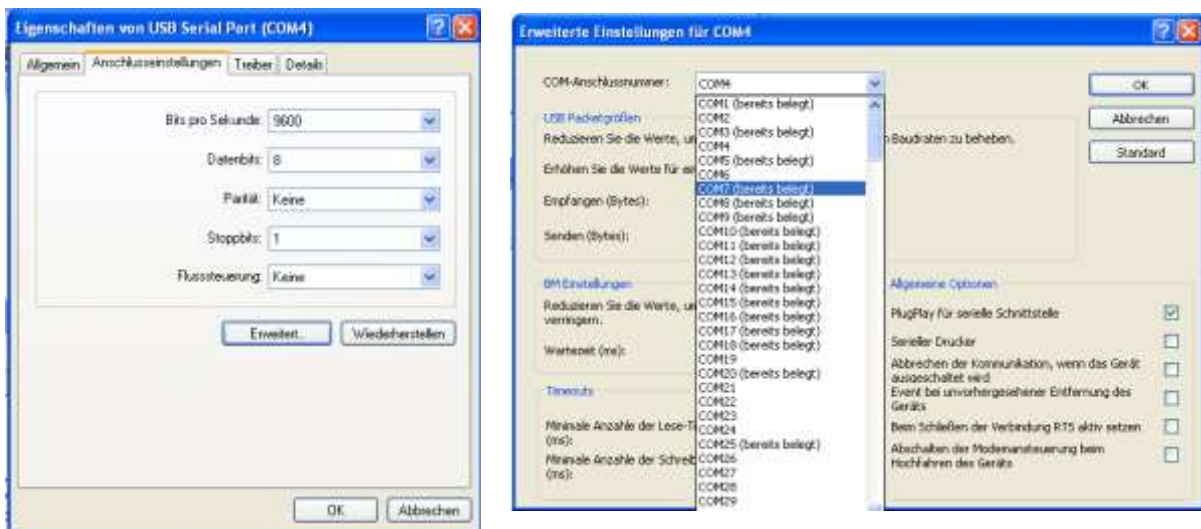 Eigenschaften von USB Serial Port (COM4)
Allgemein Anschlusseinstellungen Treiber Details
Bits pro Sekunde: 9600
Datenbits: 8
Parität: Keine
Stoppbits: 1
Flusssteuerung: Keine
Erweitert... Wiederherstellen
OK Abbrechen
Erweiterte Einstellungen für COM4
COM-Anschlussnummer: COM4
OK
Abbrechen
Standard
COM1 (bereits belegt)
COM2
COM3 (bereits belegt)
COM4
COM5 (bereits belegt)
COM6
COM7 (bereits belegt)
COM8 (bereits belegt)
COM9 (bereits belegt)
COM10 (bereits belegt)
COM11 (bereits belegt)
COM12 (bereits belegt)
COM13 (bereits belegt)
COM14 (bereits belegt)
COM15 (bereits belegt)
COM16 (bereits belegt)
COM17 (bereits belegt)
COM18 (bereits belegt)
COM19
COM20 (bereits belegt)
COM21
COM22
COM23
COM24
COM25 (bereits belegt)
COM26
COM27
COM28
COM29
USB Packetgrößen
Reduzieren Sie die Werte, un
Baudraten zu beheben.
Erhöhen Sie die Werte für
Empfangen (Bytes):
Senden (Bytes):
BM Einstellungen
Reduzieren Sie die Werte, un
verringern.
Wartezeit (ms):
Timeouts
Minimale Anzahle der Lese-Ti
(ms):
Minimale Anzahle der Schreib
(ms):
Allgemeine Optionen
PlugPlay für serielle Schnittstelle
Serieller Drucker
Abbrechen der Kommunikation, wenn das Gerät
ausgeschaltet wird
Event bei unvorhergesehener Entfernung des
Geräts
Beim Schließen der Verbindung RTS aktiv setzen
Abschalten der Modemansteuerung beim
Hochfahren des Geräts